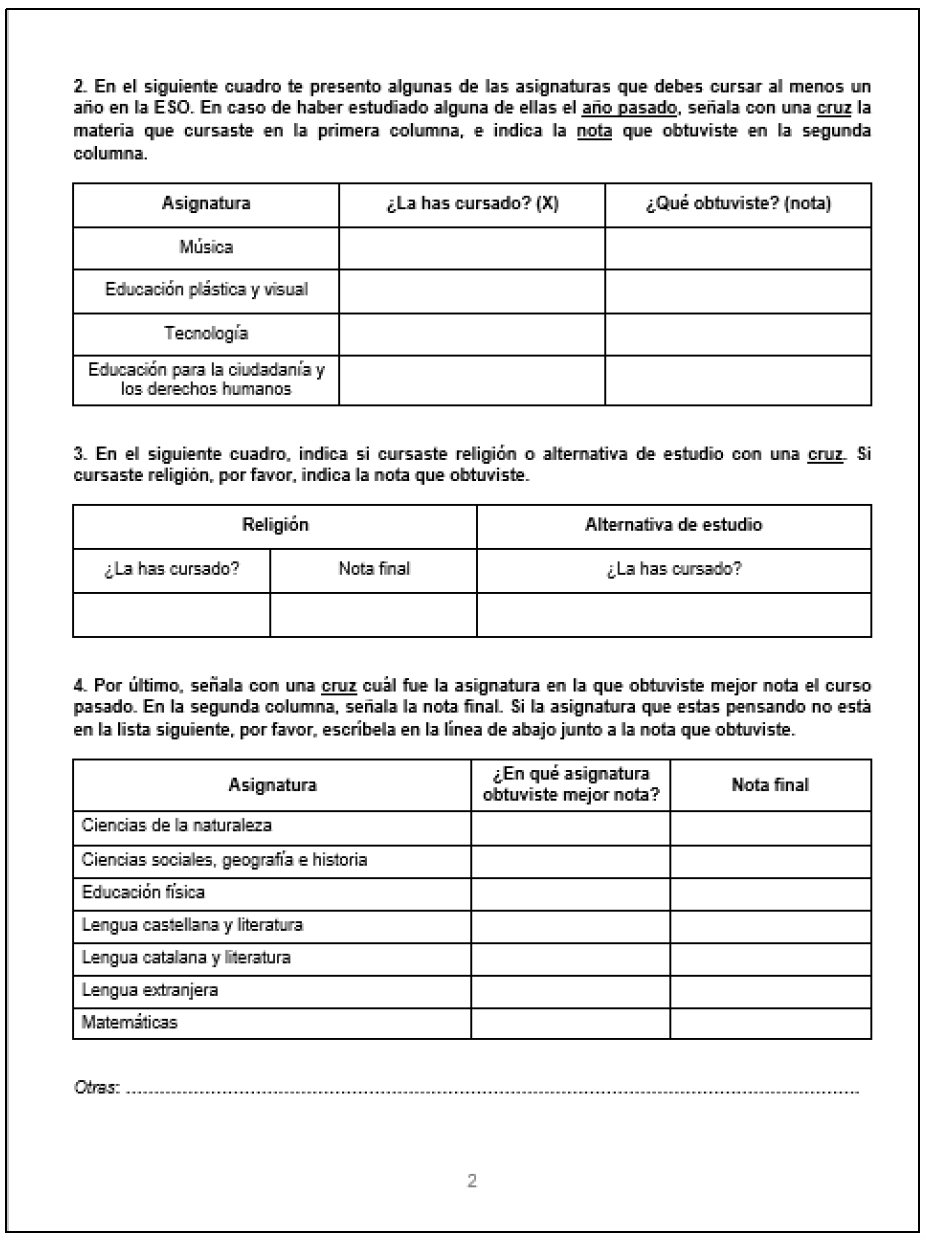 2. En el siguiente cuadro te presento algunas de las asignaturas que debes cursar al menos un
año en la ESO. En caso de haber estudiado alguna de ellas el año pasado, señala con una cruz la
materia que cursaste en la primera columna, e indica la nota que obtuviste en la segunda
columna.
Asignatura ¿La has cursado? (X) ¿Qué obtuviste? (nota)
Música
Educación plástica y visual
Tecnología
Educación para la ciudadanía y
los derechos humanos
3. En el siguiente cuadro, indica si cursaste religión o alternativa de estudio con una cruz. Si
cursaste religión, por favor, indica la nota que obtuviste.
Religión Alternativa de estudio
¿La has cursado? Nota final ¿La has cursado?
4. Por último, señala con una cruz cuál fue la asignatura en la que obtuviste mejor nota el curso
pasado. En la segunda columna, señala la nota final. Si la asignatura que estas pensando no está
en la lista siguiente, por favor, escríbela en la línea de abajo junto a la nota que obtuviste.
Asignatura ¿En qué asignatura obtuviste mejor nota? Nota final
Ciencias de la naturaleza
Ciencias sociales, geografía e historia
Educación física
Lengua castellana y literatura
Lengua catalana y literatura
Lengua extranjera
Matemáticas
Otras: ...............................................................................................................................
2